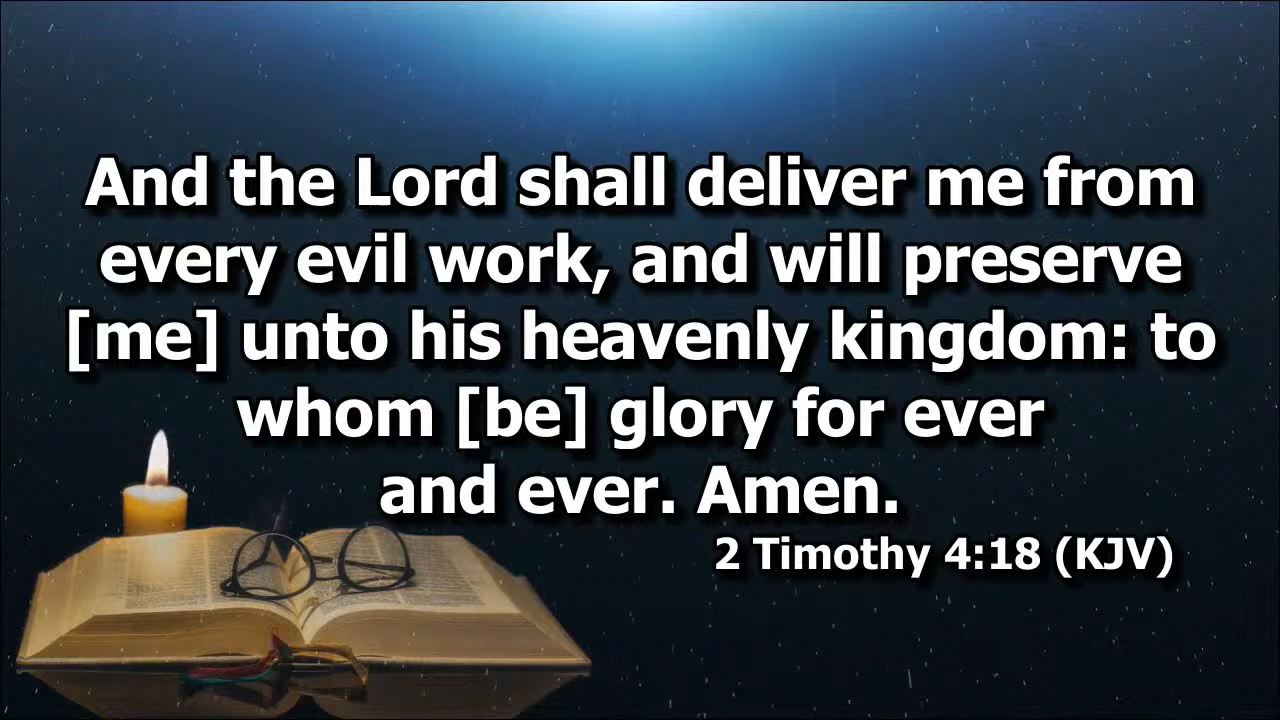 And the Lord shall deliver me from
every evil work, and will preserve
[me] unto his heavenly kingdom: to
whom [be] glory for ever
and ever. Amen.
2 Timothy 4:18 (KJV)